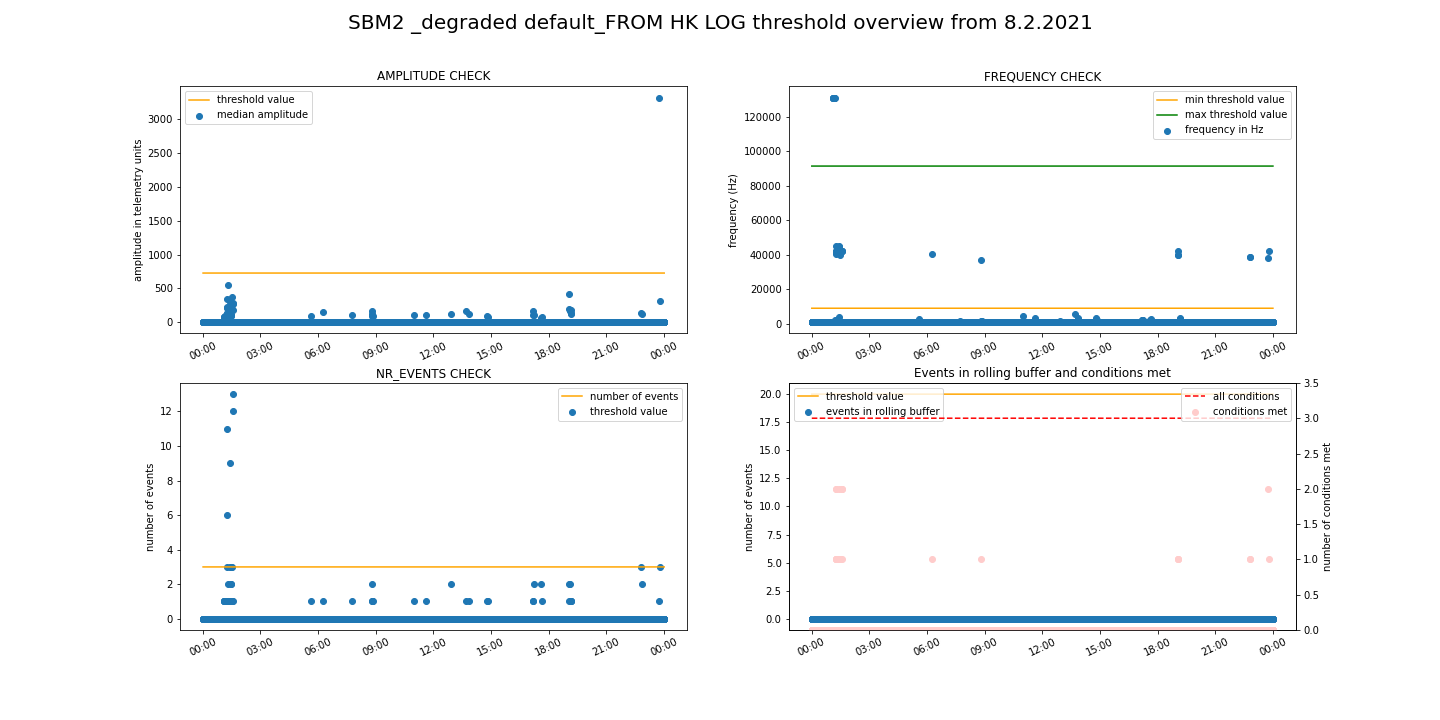 SBM2 _degraded default_FROM HK LOG threshold overview from 8.2.2021
AMPLITUDE CHECK
threshold value
median amplitude
amplitude in telemetry units
3000
2500
2000
1500
1000
500
0
00:00 03:00 06:00 09:00 12:00 15:00 18:00 21:00 00:00
FREQUENCY CHECK
min threshold value
max threshold value
frequency in Hz
frequency (Hz)
120000
100000
80000
60000
40000
20000
0
00:00 03:00 06:00 09:00 12:00 15:00 18:00 21:00 00:00
NR_EVENTS CHECK
number of events
threshold value
number of events
12
10
8
6
4
2
0
00:00 03:00 06:00 09:00 12:00 15:00 18:00 21:00 00:00
Events in rolling buffer and conditions met
threshold value
events in rolling buffer
all conditions
conditions met
number of events
20.0
17.5
15.0
12.5
10.0
7.5
5.0
2.5
0.0
3.5
3.0
2.5
2.0
1.5
1.0
0.5
0.0
number of conditions met
00:00 03:00 06:00 09:00 12:00 15:00 18:00 21:00 00:00